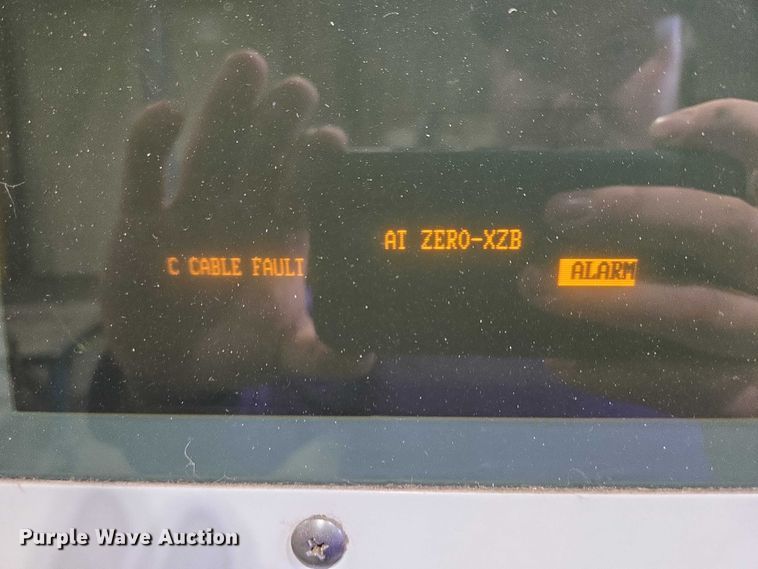 AI ZERO-XZB
C CABLE FAULT
ALARM
Purple Wave Auction